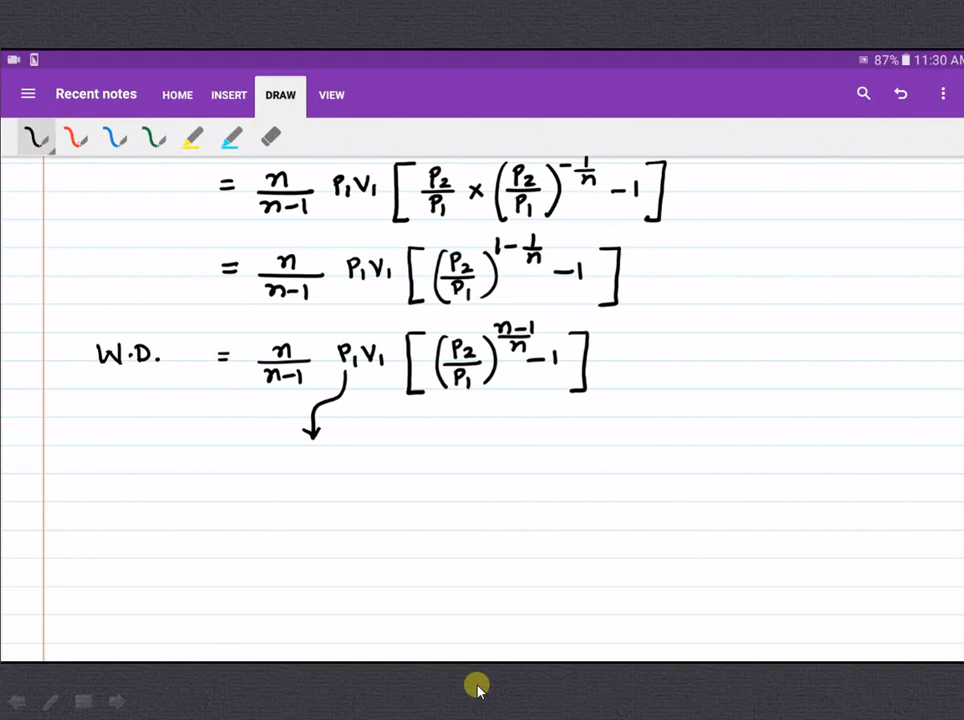 87% 11:30 AM
Recent notes HOME INSERT DRAW VIEW
= n/(n-1) P₁V₁ [ P₂/P₁ × (P₂/P₁)^(-1/n) - 1 ]
= n/(n-1) P₁V₁ [ (P₂/P₁)^(1-1/n) - 1 ]
W.D. = n/(n-1) P₁V₁ [ (P₂/P₁)^((n-1)/n) - 1 ]